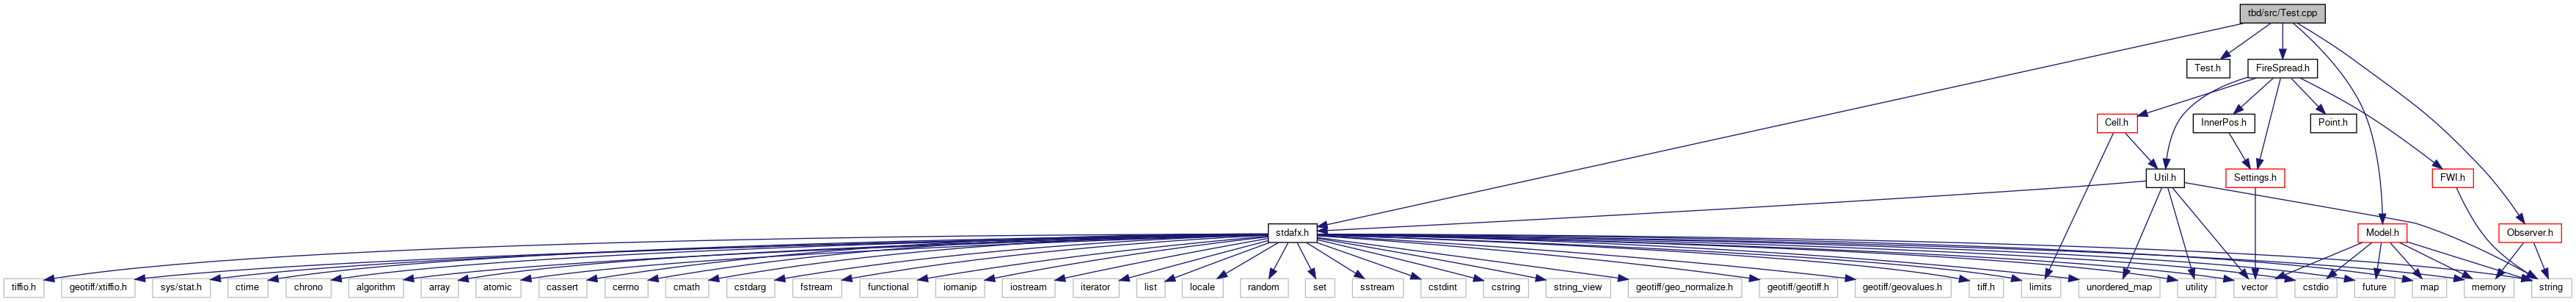 tbd/src/Test.cpp
Test.h
FireSpread.h
Cell.h
InnerPos.h
Point.h
Util.h
Settings.h
FWI.h
stdafx.h
Model.h
Observer.h
tiffio.h
geotiff/xtiffio.h
sys/stat.h
ctime
chrono
algorithm
array
atomic
cassert
cerrno
cmath
cstdarg
fstream
functional
iomanip
iostream
iterator
list
locale
random
set
sstream
cstdint
cstring
string_view
geotiff/geo_normalize.h
geotiff/geotiff.h
geotiff/geovalues.h
tiff.h
limits
unordered_map
utility
vector
cstdio
future
map
memory
string